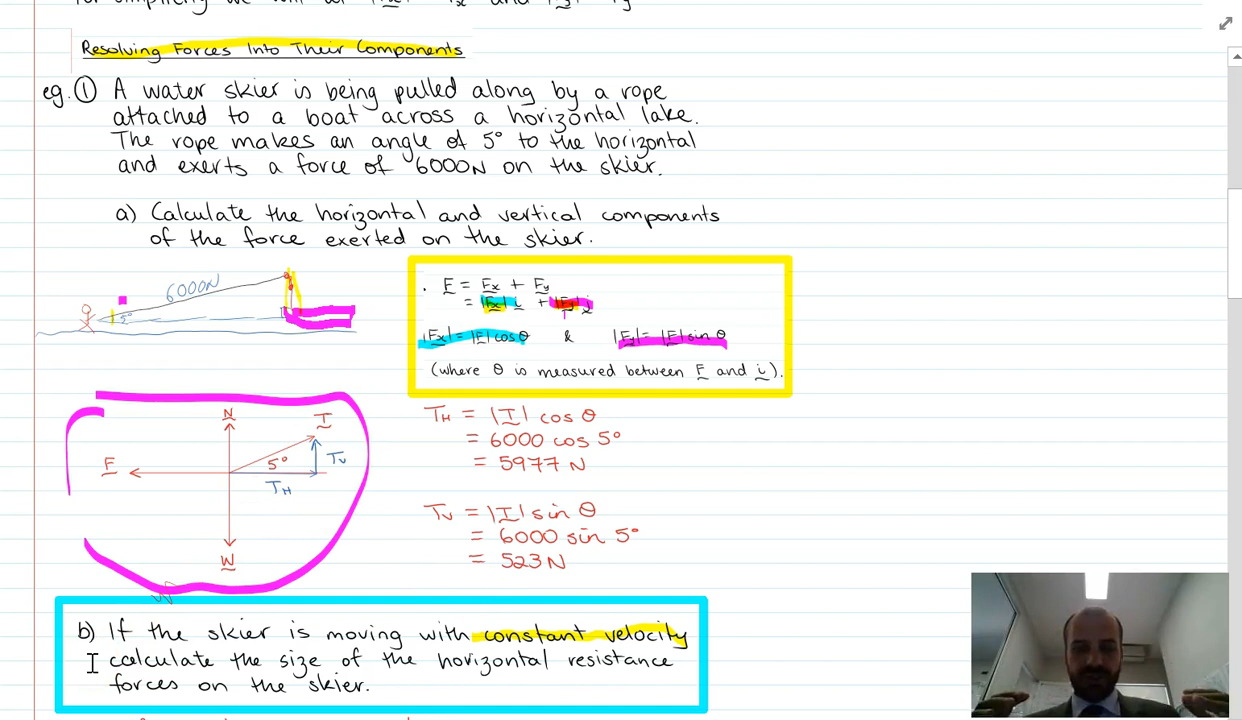 Resolving Forces Into Their Components
eg. ① A water skier is being pulled along by a rope
attached to a boat across a horizontal lake.
The rope makes an angle of 5° to the horizontal
and exerts a force of 6000N on the skier.
a) Calculate the horizontal and vertical components
of the force exerted on the skier.
6000N
5°
F = Fx + Fy
= |Fx| i + |Fy| j
|Fx| = |F| cos θ & |Fy| = |F| sin θ
(where θ is measured between F and i).
N
T
F
5°
Tv
TH
W
TH = |T| cos θ
= 6000 cos 5°
= 5977 N
Tv = |T| sin θ
= 6000 sin 5°
= 523 N
b) If the skier is moving with constant velocity
calculate the size of the horizontal resistance
forces on the skier.